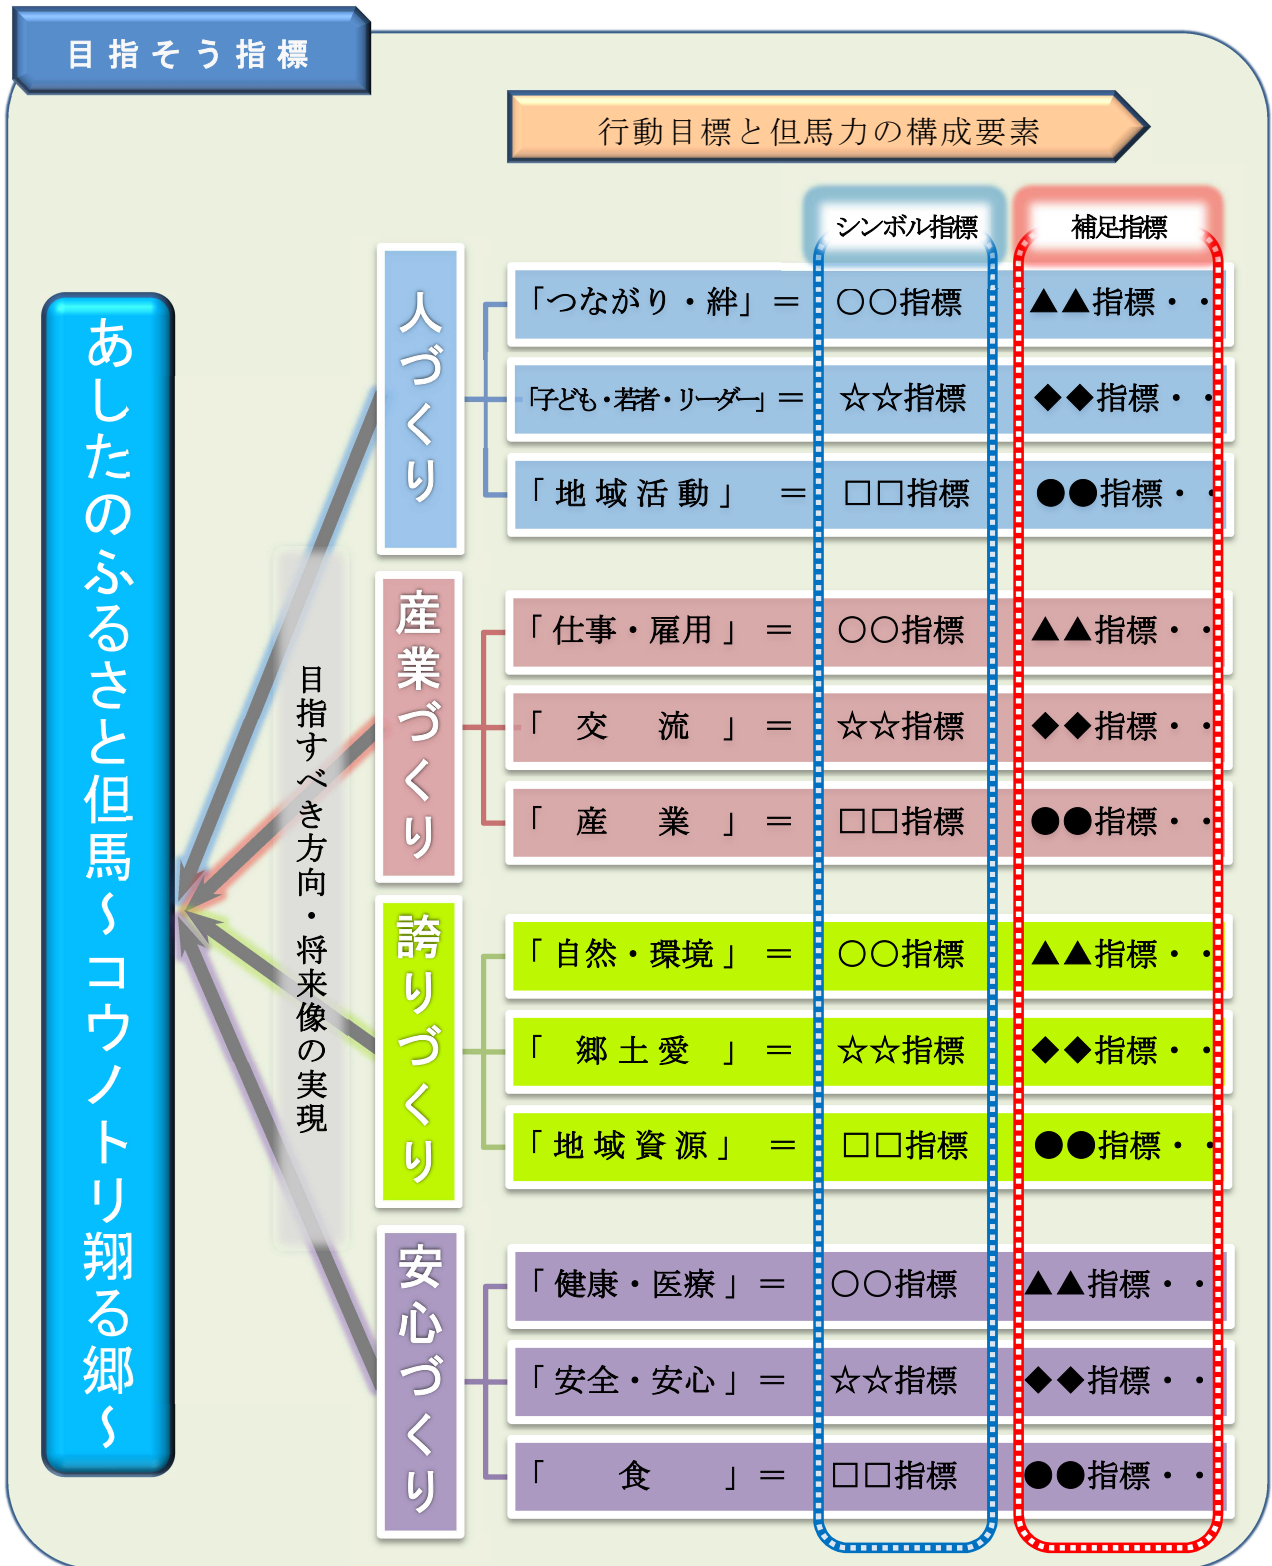 目指そう指標
行動目標と但馬力の構成要素
シンボル指標 補足指標
あしたのふるさと但馬～コウノトリ翔る郷～
目指すべき方向・将来像の実現
人づくり
「つながり・絆」＝ ○○指標 ▲▲指標・・
「子ども・若者・リーダー」＝ ☆☆指標 ◆◆指標・・
「地域活動」 ＝ □□指標 ●●指標・・
産業づくり
「仕事・雇用」 ＝ ○○指標 ▲▲指標・・
「 交 流 」＝ ☆☆指標 ◆◆指標・・
「 産 業 」＝ □□指標 ●●指標・・
誇りづくり
「自然・環境」＝ ○○指標 ▲▲指標・・
「 郷土愛 」＝ ☆☆指標 ◆◆指標・・
「地域資源」 ＝ □□指標 ●●指標・・
安心づくり
「健康・医療」＝ ○○指標 ▲▲指標・・
「安全・安心」＝ ☆☆指標 ◆◆指標・・
「 食 」＝ □□指標 ●●指標・・